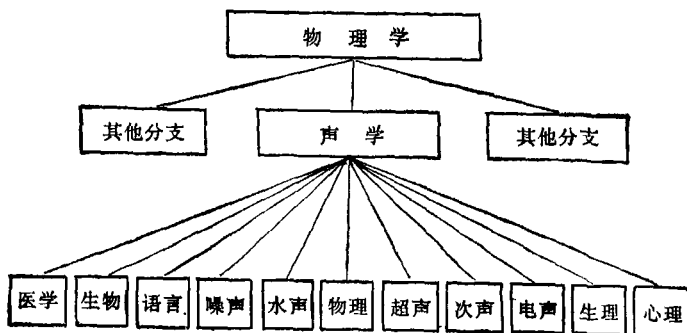 物理学
其他分支 声学 其他分支
医学 生物 语言 噪声 水声 物理 超声 次声 电声 生理 心理